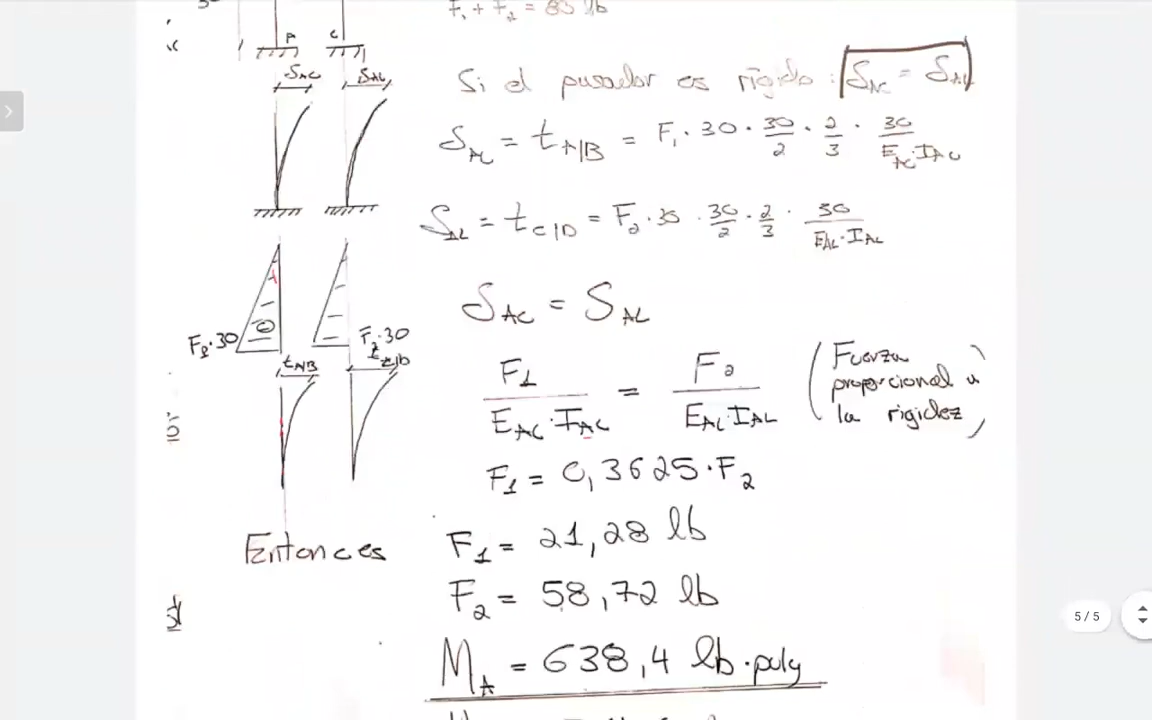 F₁ + F₂ = 80 lb
A C
δAC δAL
Si el pasador es rígido: δAC = δAL
δAC = tA/B = F₁ · 30 · 30/2 · 2/3 · 30/EAC·IAC
δAL = tC/D = F₂ · 30 · 30/2 · 2/3 · 30/EAL·IAL
δAC = δAL
F₂·30 F₂·30
tA/B
F1/EAC·IAC = F2/EAL·IAL (Fuerza
proporcional a
la rigidez)
F1 = 0,3625·F2
Entonces F1 = 21,28 lb
F2 = 58,72 lb
MA = 638,4 lb·pulg
5 / 5